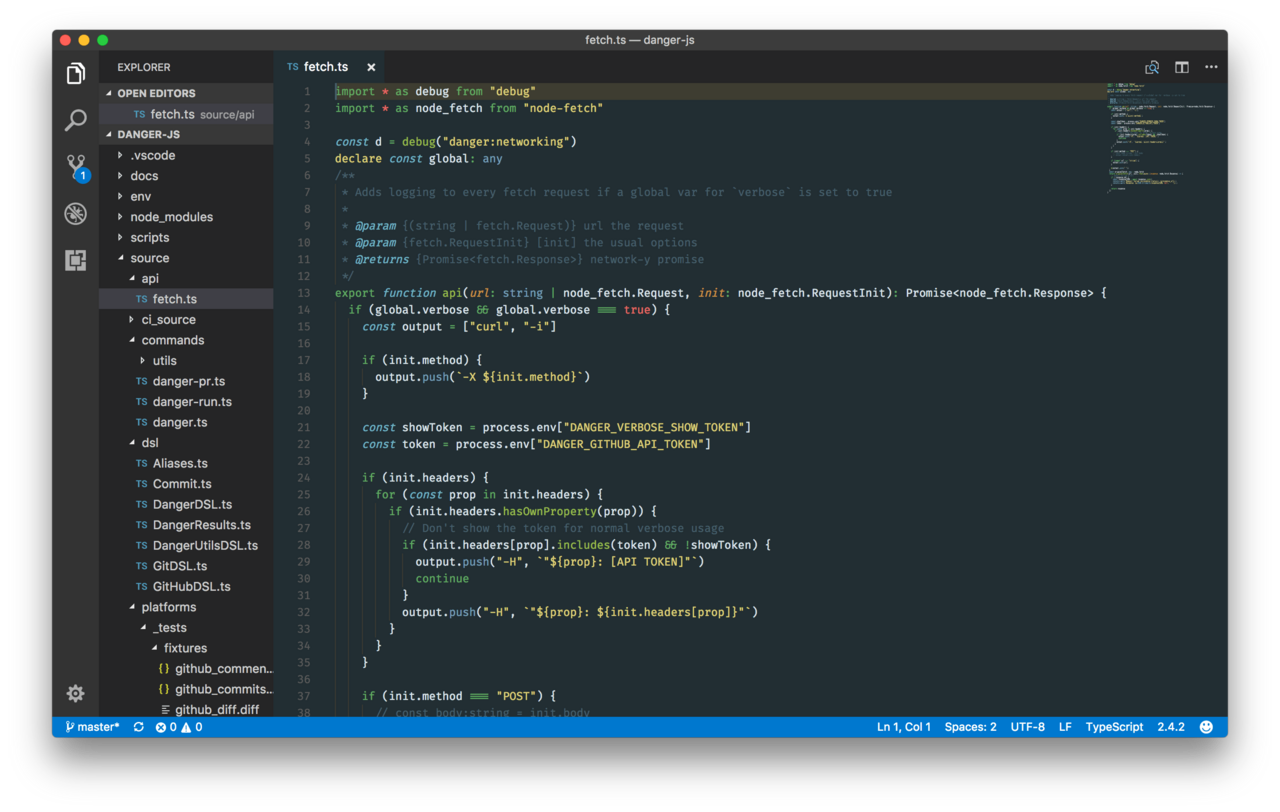 fetch.ts — danger-js
EXPLORER
OPEN EDITORS
TS fetch.ts source/api
DANGER-JS
.vscode
docs
env
node_modules
scripts
source
api
TS fetch.ts
ci_source
commands
utils
TS danger-pr.ts
TS danger-run.ts
TS danger.ts
dsl
TS Aliases.ts
TS Commit.ts
TS DangerDSL.ts
TS DangerResults.ts
TS DangerUtilsDSL.ts
TS GitDSL.ts
TS GitHubDSL.ts
platforms
_tests
fixtures
{} github_commen...
{} github_commits...
github_diff.diff
1
TS fetch.ts ×
1 import * as debug from "debug"
2 import * as node_fetch from "node-fetch"
3
4 const d = debug("danger:networking")
5 declare const global: any
6 /**
7 * Adds logging to every fetch request if a global var for `verbose` is set to true
8 *
9 * @param {(string | fetch.Request)} url the request
10 * @param {fetch.RequestInit} [init] the usual options
11 * @returns {Promise<fetch.Response>} network-y promise
12 */
13 export function api(url: string | node_fetch.Request, init: node_fetch.RequestInit): Promise<node_fetch.Response> {
14 if (global.verbose && global.verbose === true) {
15 const output = ["curl", "-i"]
16
17 if (init.method) {
18 output.push(`-X ${init.method}`)
19 }
20
21 const showToken = process.env["DANGER_VERBOSE_SHOW_TOKEN"]
22 const token = process.env["DANGER_GITHUB_API_TOKEN"]
23
24 if (init.headers) {
25 for (const prop in init.headers) {
26 if (init.headers.hasOwnProperty(prop)) {
27 // Don't show the token for normal verbose usage
28 if (init.headers[prop].includes(token) && !showToken) {
29 output.push("-H", `"${prop}: [API TOKEN]"`)
30 continue
31 }
32 output.push("-H", `"${prop}: ${init.headers[prop]}"`)
33 }
34 }
35 }
36
37 if (init.method === "POST") {
38 // const body:string = init.body
master* 0 0 Ln 1, Col 1 Spaces: 2 UTF-8 LF TypeScript 2.4.2